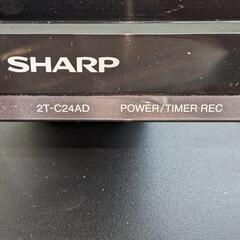 SHARP
2T-C24AD POWER/TIMER REC